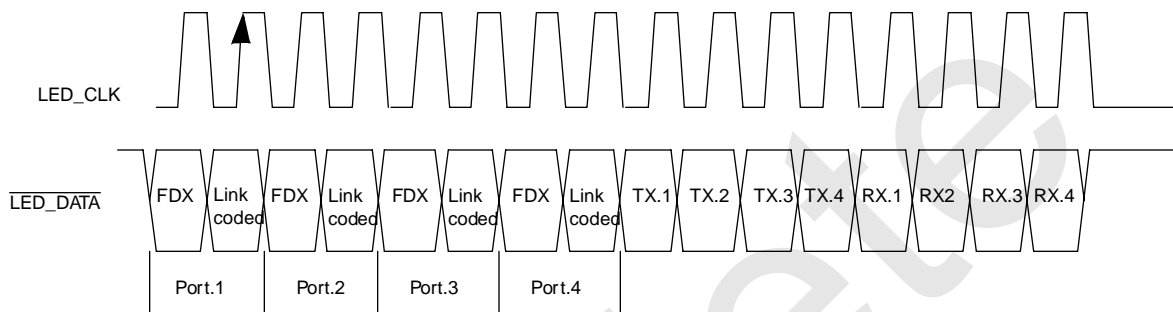 LED_CLK
LED_DATA
FDX Link coded FDX Link coded FDX Link coded FDX Link coded TX.1 TX.2 TX.3 TX.4 RX.1 RX2 RX.3 RX.4
Port.1 Port.2 Port.3 Port.4